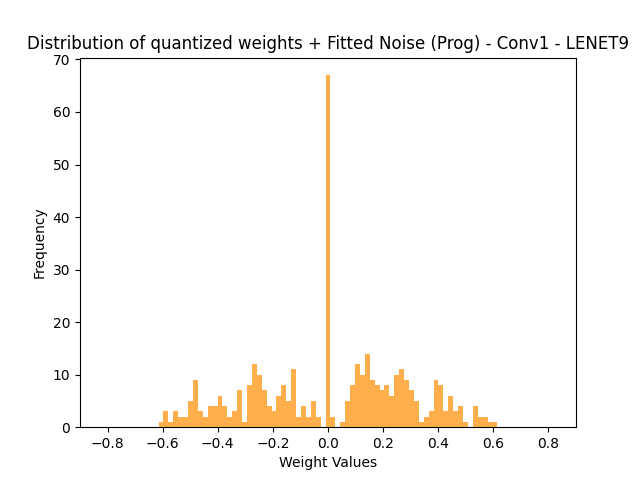 Distribution of quantized weights + Fitted Noise (Prog) - Conv1 - LENET9
70
60
50
40
30
20
10
0
Frequency
−0.8 −0.6 −0.4 −0.2 0.0 0.2 0.4 0.6 0.8
Weight Values